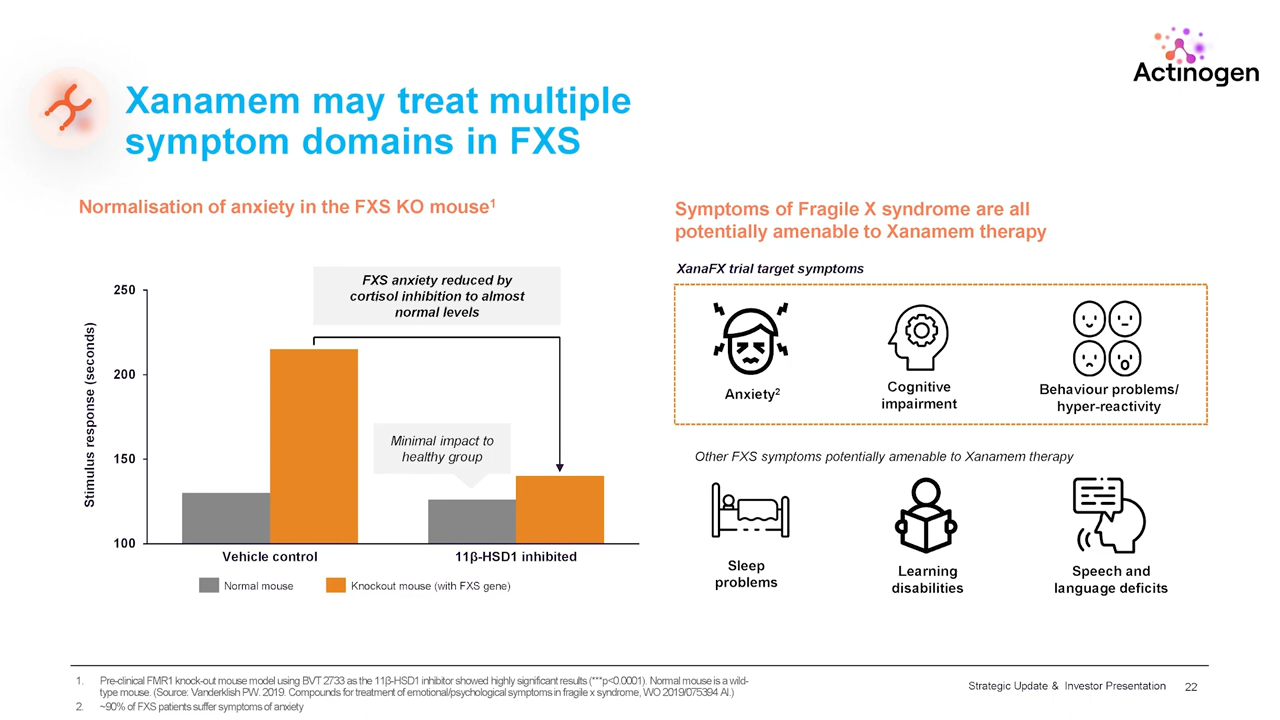 Actinogen
Xanamem may treat multiple
symptom domains in FXS
Normalisation of anxiety in the FXS KO mouse1
250
200
150
100
Stimulus response (seconds)
FXS anxiety reduced by
cortisol inhibition to almost
normal levels
Minimal impact to
healthy group
Vehicle control
11β-HSD1 inhibited
Normal mouse
Knockout mouse (with FXS gene)
Symptoms of Fragile X syndrome are all
potentially amenable to Xanamem therapy
XanaFX trial target symptoms
Anxiety2
Cognitive
impairment
Behaviour problems/
hyper-reactivity
Other FXS symptoms potentially amenable to Xanamem therapy
Sleep
problems
Learning
disabilities
Speech and
language deficits
1. Pre-clinical FMR1 knock-out mouse model using BVT 2733 as the 11β-HSD1 inhibitor showed highly significant results (***p<0.0001). Normal mouse is a wild-
type mouse. (Source: Vanderklish PW. 2019. Compounds for treatment of emotional/psychological symptoms in fragile x syndrome, WO 2019/075394 Al.)
2. ~90% of FXS patients suffer symptoms of anxiety
Strategic Update & Investor Presentation 22